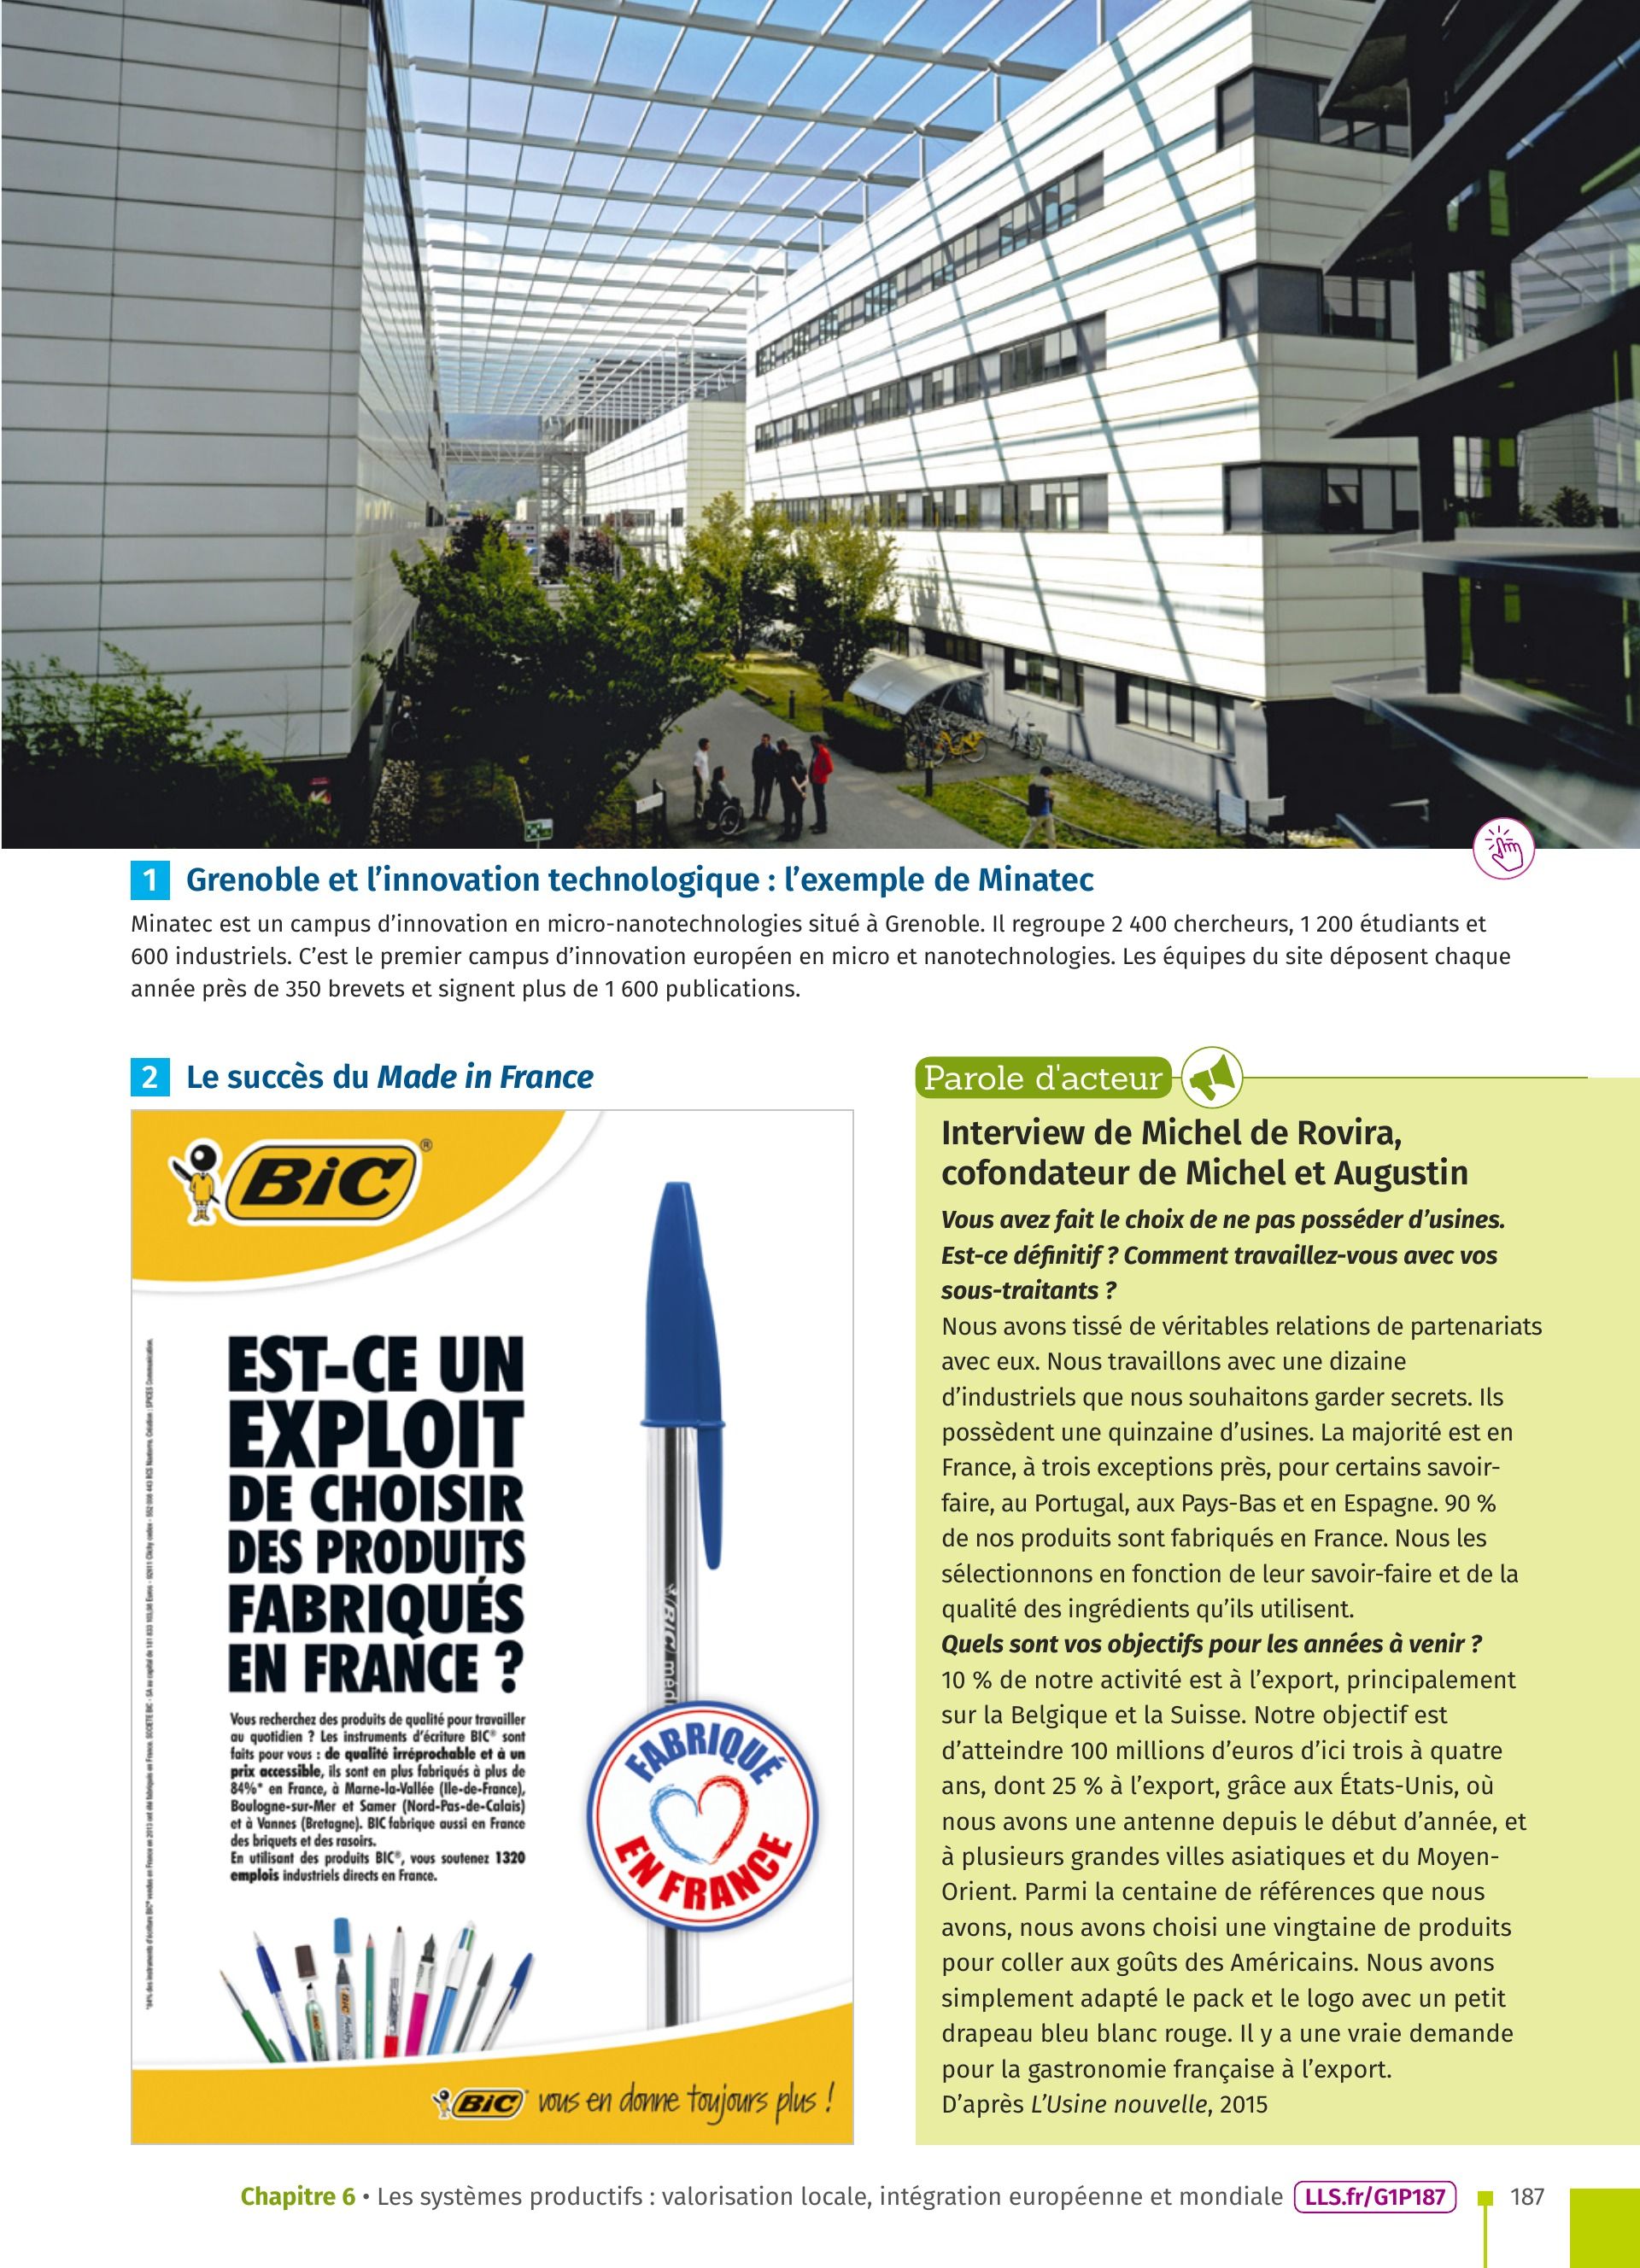 1 Grenoble et l'innovation technologique : l'exemple de Minatec
Minatec est un campus d'innovation en micro-nanotechnologies situé à Grenoble. Il regroupe 2 400 chercheurs, 1 200 étudiants et
600 industriels. C'est le premier campus d'innovation européen en micro et nanotechnologies. Les équipes du site déposent chaque
année près de 350 brevets et signent plus de 1 600 publications.
2 Le succès du Made in France
BiC®
EST-CE UN
EXPLOIT
DE CHOISIR
DES PRODUITS
FABRIQUÉS
EN FRANCE ?
Vous recherchez des produits de qualité pour travailler
au quotidien ? Les instruments d'écriture BIC® sont
faits pour vous : de qualité irréprochable et à un
prix accessible, ils sont en plus fabriqués à plus de
84%* en France, à Marne-la-Vallée (Ile-de-France),
Boulogne-sur-Mer et Samer (Nord-Pas-de-Calais)
et à Vannes (Bretagne). BIC fabrique aussi en France
des briquets et des rasoirs.
En utilisant des produits BIC®, vous soutenez 1320
emplois industriels directs en France.
BiC
FABRIQUÉ
EN FRANCE
BiC vous en donne toujours plus !
Parole d'acteur
Interview de Michel de Rovira,
cofondateur de Michel et Augustin
Vous avez fait le choix de ne pas posséder d'usines.
Est-ce définitif ? Comment travaillez-vous avec vos
sous-traitants ?
Nous avons tissé de véritables relations de partenariats
avec eux. Nous travaillons avec une dizaine
d'industriels que nous souhaitons garder secrets. Ils
possèdent une quinzaine d'usines. La majorité est en
France, à trois exceptions près, pour certains savoir-
faire, au Portugal, aux Pays-Bas et en Espagne. 90 %
de nos produits sont fabriqués en France. Nous les
sélectionnons en fonction de leur savoir-faire et de la
qualité des ingrédients qu'ils utilisent.
Quels sont vos objectifs pour les années à venir ?
10 % de notre activité est à l'export, principalement
sur la Belgique et la Suisse. Notre objectif est
d'atteindre 100 millions d'euros d'ici trois à quatre
ans, dont 25 % à l'export, grâce aux États-Unis, où
nous avons une antenne depuis le début d'année, et
à plusieurs grandes villes asiatiques et du Moyen-
Orient. Parmi la centaine de références que nous
avons, nous avons choisi une vingtaine de produits
pour coller aux goûts des Américains. Nous avons
simplement adapté le pack et le logo avec un petit
drapeau bleu blanc rouge. Il y a une vraie demande
pour la gastronomie française à l'export.
D'après L'Usine nouvelle, 2015
Chapitre 6 • Les systèmes productifs : valorisation locale, intégration européenne et mondiale LLS.fr/G1P187 187